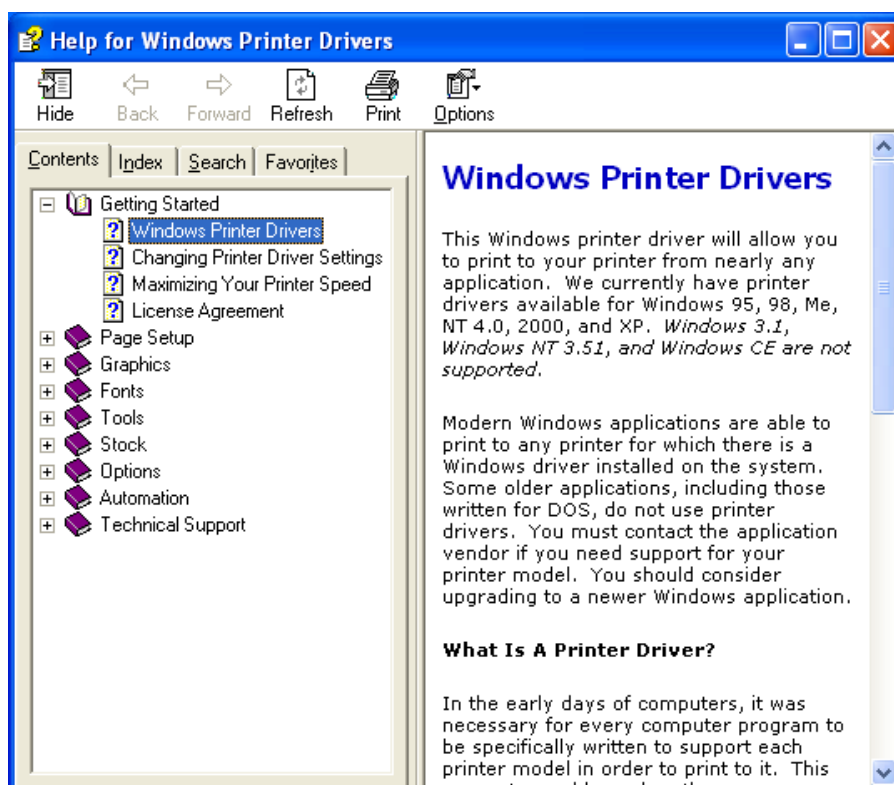 Help for Windows Printer Drivers
Hide Back Forward Refresh Print Options
Contents Index Search Favorites
Getting Started
Windows Printer Drivers
Changing Printer Driver Settings
Maximizing Your Printer Speed
License Agreement
Page Setup
Graphics
Fonts
Tools
Stock
Options
Automation
Technical Support
Windows Printer Drivers
This Windows printer driver will allow you
to print to your printer from nearly any
application. We currently have printer
drivers available for Windows 95, 98, Me,
NT 4.0, 2000, and XP. Windows 3.1,
Windows NT 3.51, and Windows CE are not
supported.
Modern Windows applications are able to
print to any printer for which there is a
Windows driver installed on the system.
Some older applications, including those
written for DOS, do not use printer
drivers. You must contact the application
vendor if you need support for your
printer model. You should consider
upgrading to a newer Windows application.
What Is A Printer Driver?
In the early days of computers, it was
necessary for every computer program to
be specifically written to support each
printer model in order to print to it. This